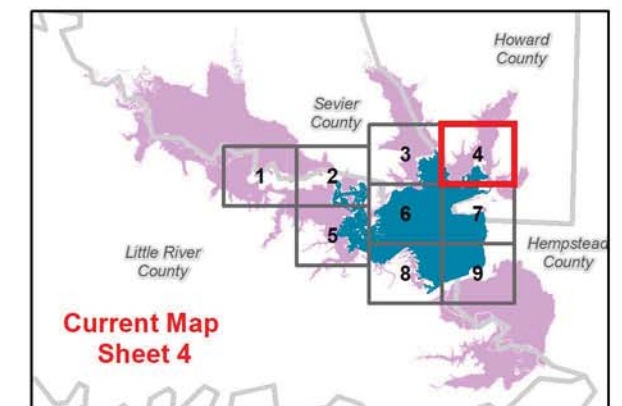 Howard
County
Sevier
County
3
4
1
2
6
7
5
Little River
County
Hempstead
County
8
9
Current Map
Sheet 4